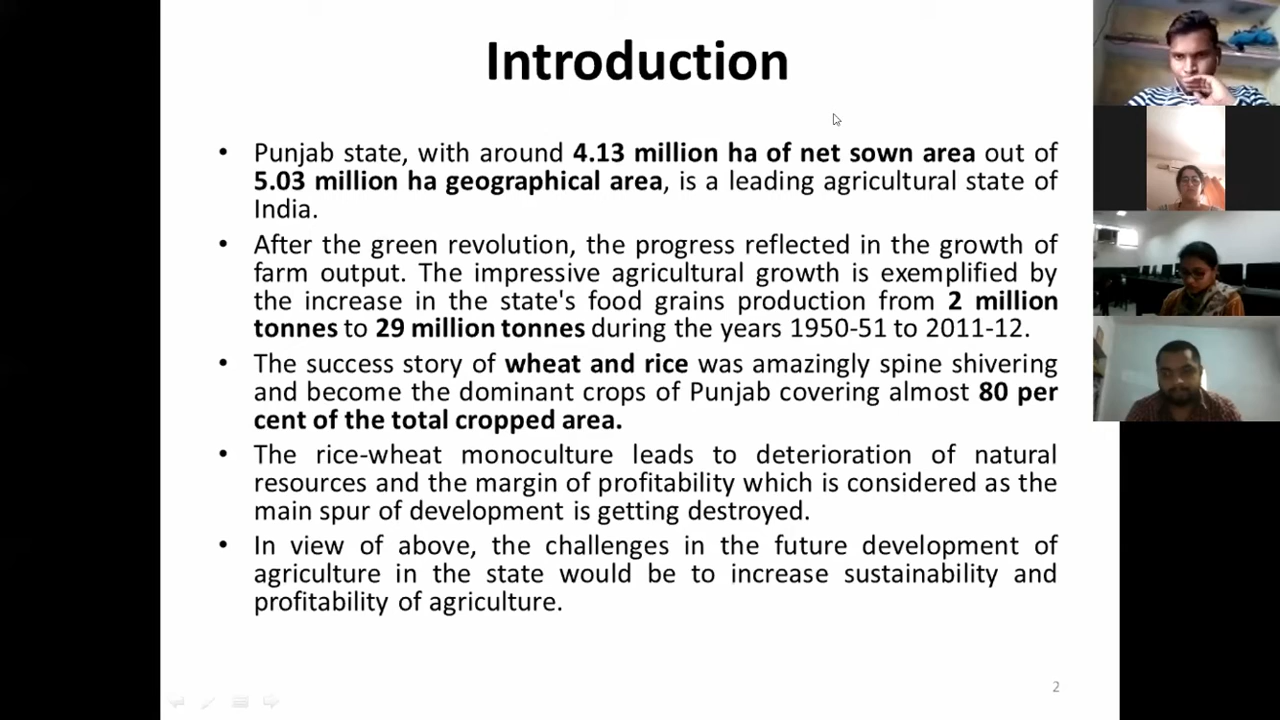 Introduction
• Punjab state, with around 4.13 million ha of net sown area out of
5.03 million ha geographical area, is a leading agricultural state of
India.
• After the green revolution, the progress reflected in the growth of
farm output. The impressive agricultural growth is exemplified by
the increase in the state's food grains production from 2 million
tonnes to 29 million tonnes during the years 1950-51 to 2011-12.
• The success story of wheat and rice was amazingly spine shivering
and become the dominant crops of Punjab covering almost 80 per
cent of the total cropped area.
• The rice-wheat monoculture leads to deterioration of natural
resources and the margin of profitability which is considered as the
main spur of development is getting destroyed.
• In view of above, the challenges in the future development of
agriculture in the state would be to increase sustainability and
profitability of agriculture.
2